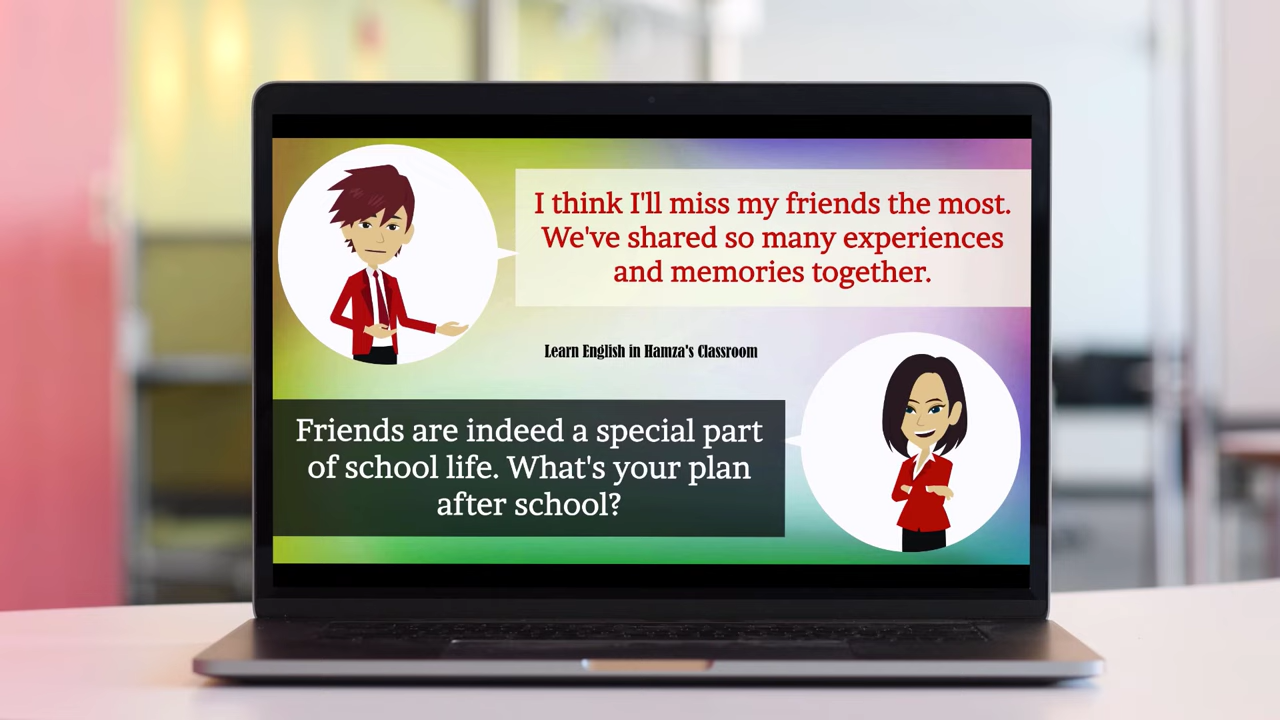 I think I'll miss my friends the most.
We've shared so many experiences
and memories together.
Learn English in Hamza's Classroom
Friends are indeed a special part
of school life. What's your plan
after school?